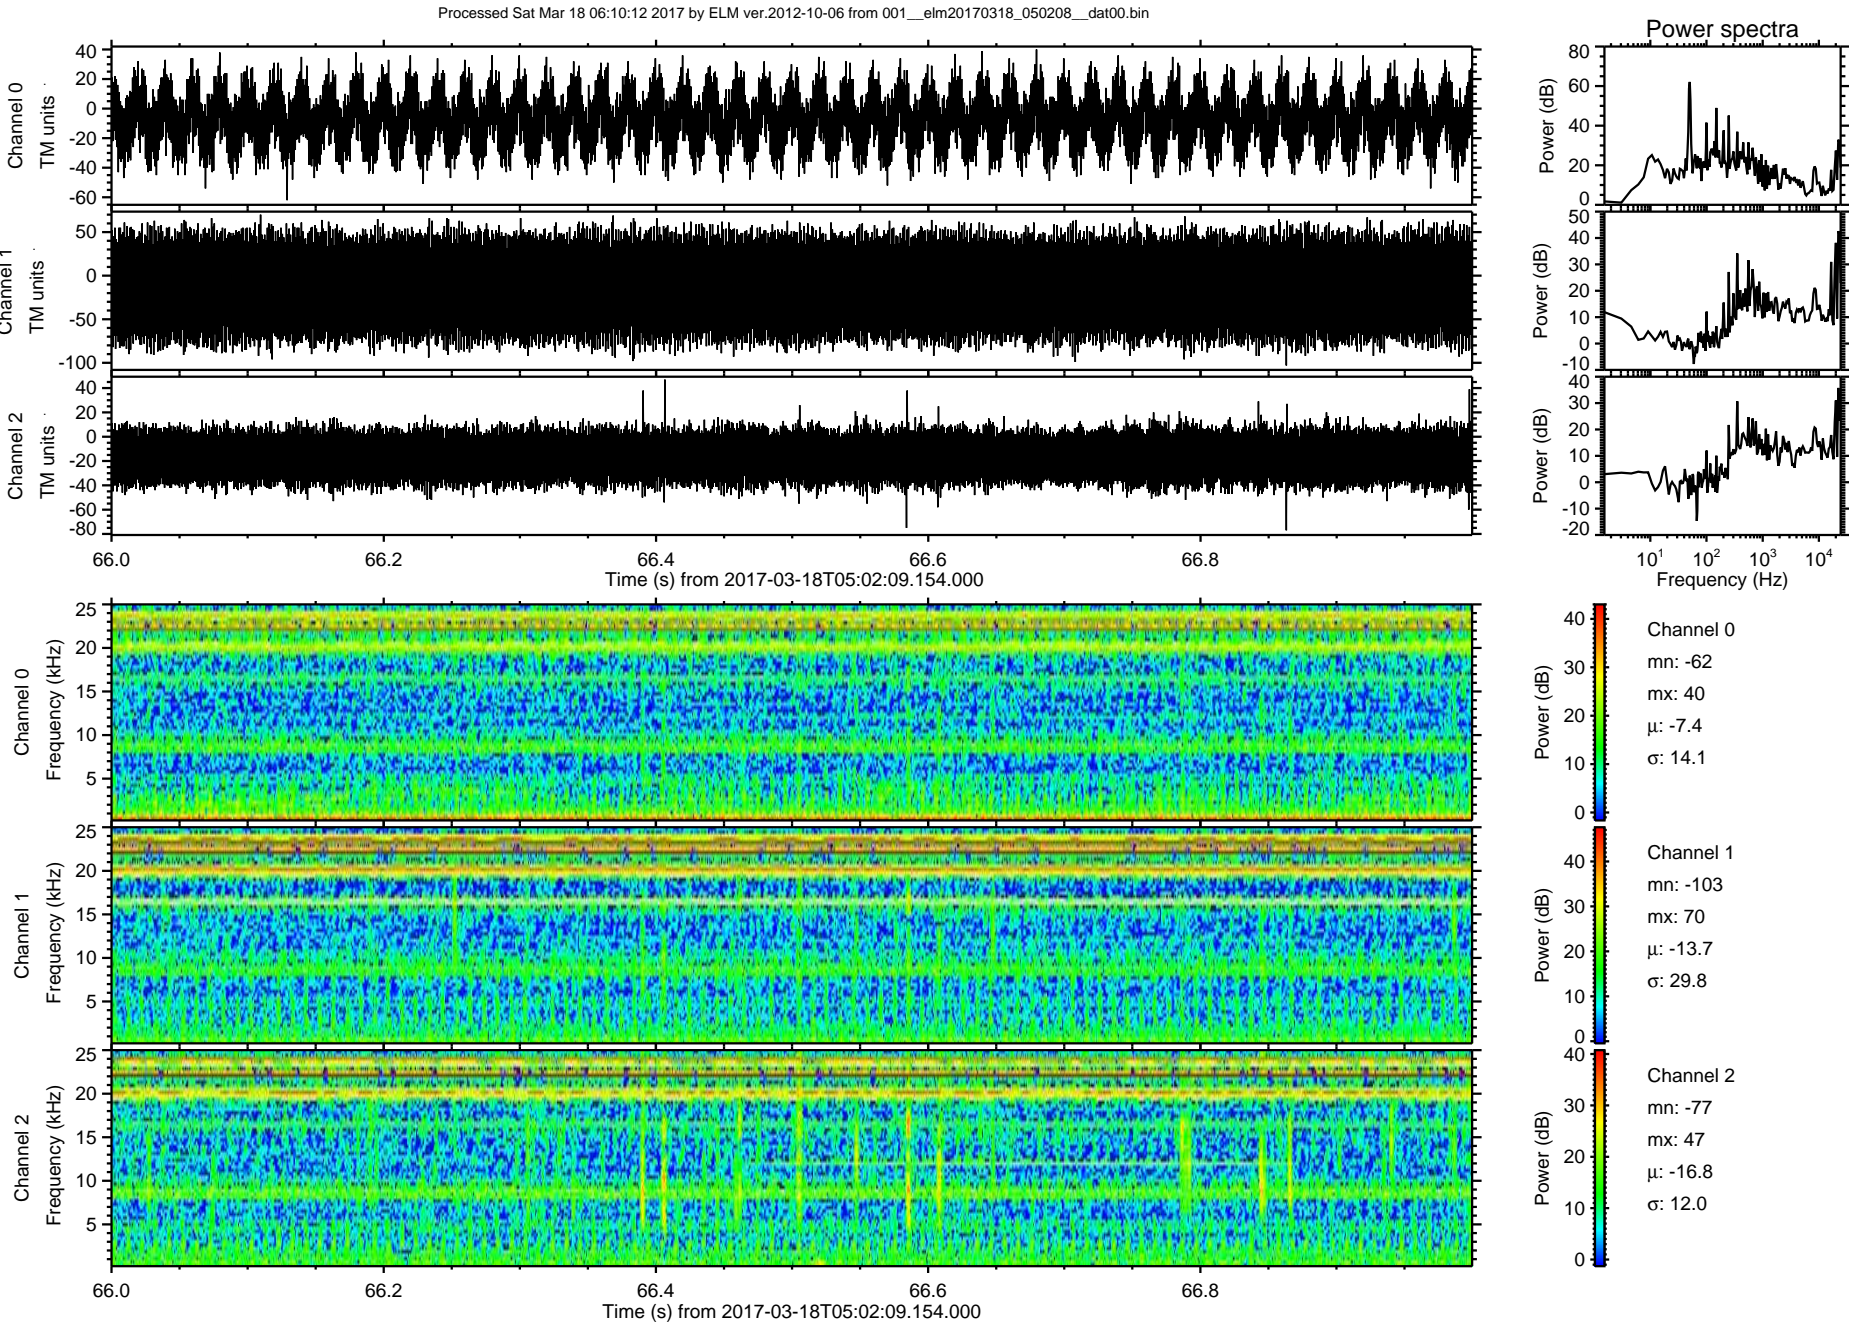 Processed Sat Mar 18 06:10:12 2017 by ELM ver.2012-10-06 from 001__elm20170318_050208__dat00.bin
Power spectra
Channel 0
TM units
40
20
0
-20
-40
-60
Power (dB)
80
60
40
20
0
Channel 1
TM units
50
0
-50
-100
Power (dB)
50
40
30
20
10
0
-10
Channel 2
TM units
40
20
0
-20
-40
-60
-80
Power (dB)
40
30
20
10
0
-10
-20
66.0 66.2 66.4 66.6 66.8
Time (s) from 2017-03-18T05:02:09.154.000
10^1 10^2 10^3 10^4
Frequency (Hz)
Channel 0
Frequency (kHz)
25
20
15
10
5
Power (dB)
40
30
20
10
0
Channel 0
mn: -62
mx: 40
μ: -7.4
σ: 14.1
Channel 1
Frequency (kHz)
25
20
15
10
5
Power (dB)
40
30
20
10
0
Channel 1
mn: -103
mx: 70
μ: -13.7
σ: 29.8
Channel 2
Frequency (kHz)
25
20
15
10
5
Power (dB)
40
30
20
10
0
Channel 2
mn: -77
mx: 47
μ: -16.8
σ: 12.0
66.0 66.2 66.4 66.6 66.8
Time (s) from 2017-03-18T05:02:09.154.000